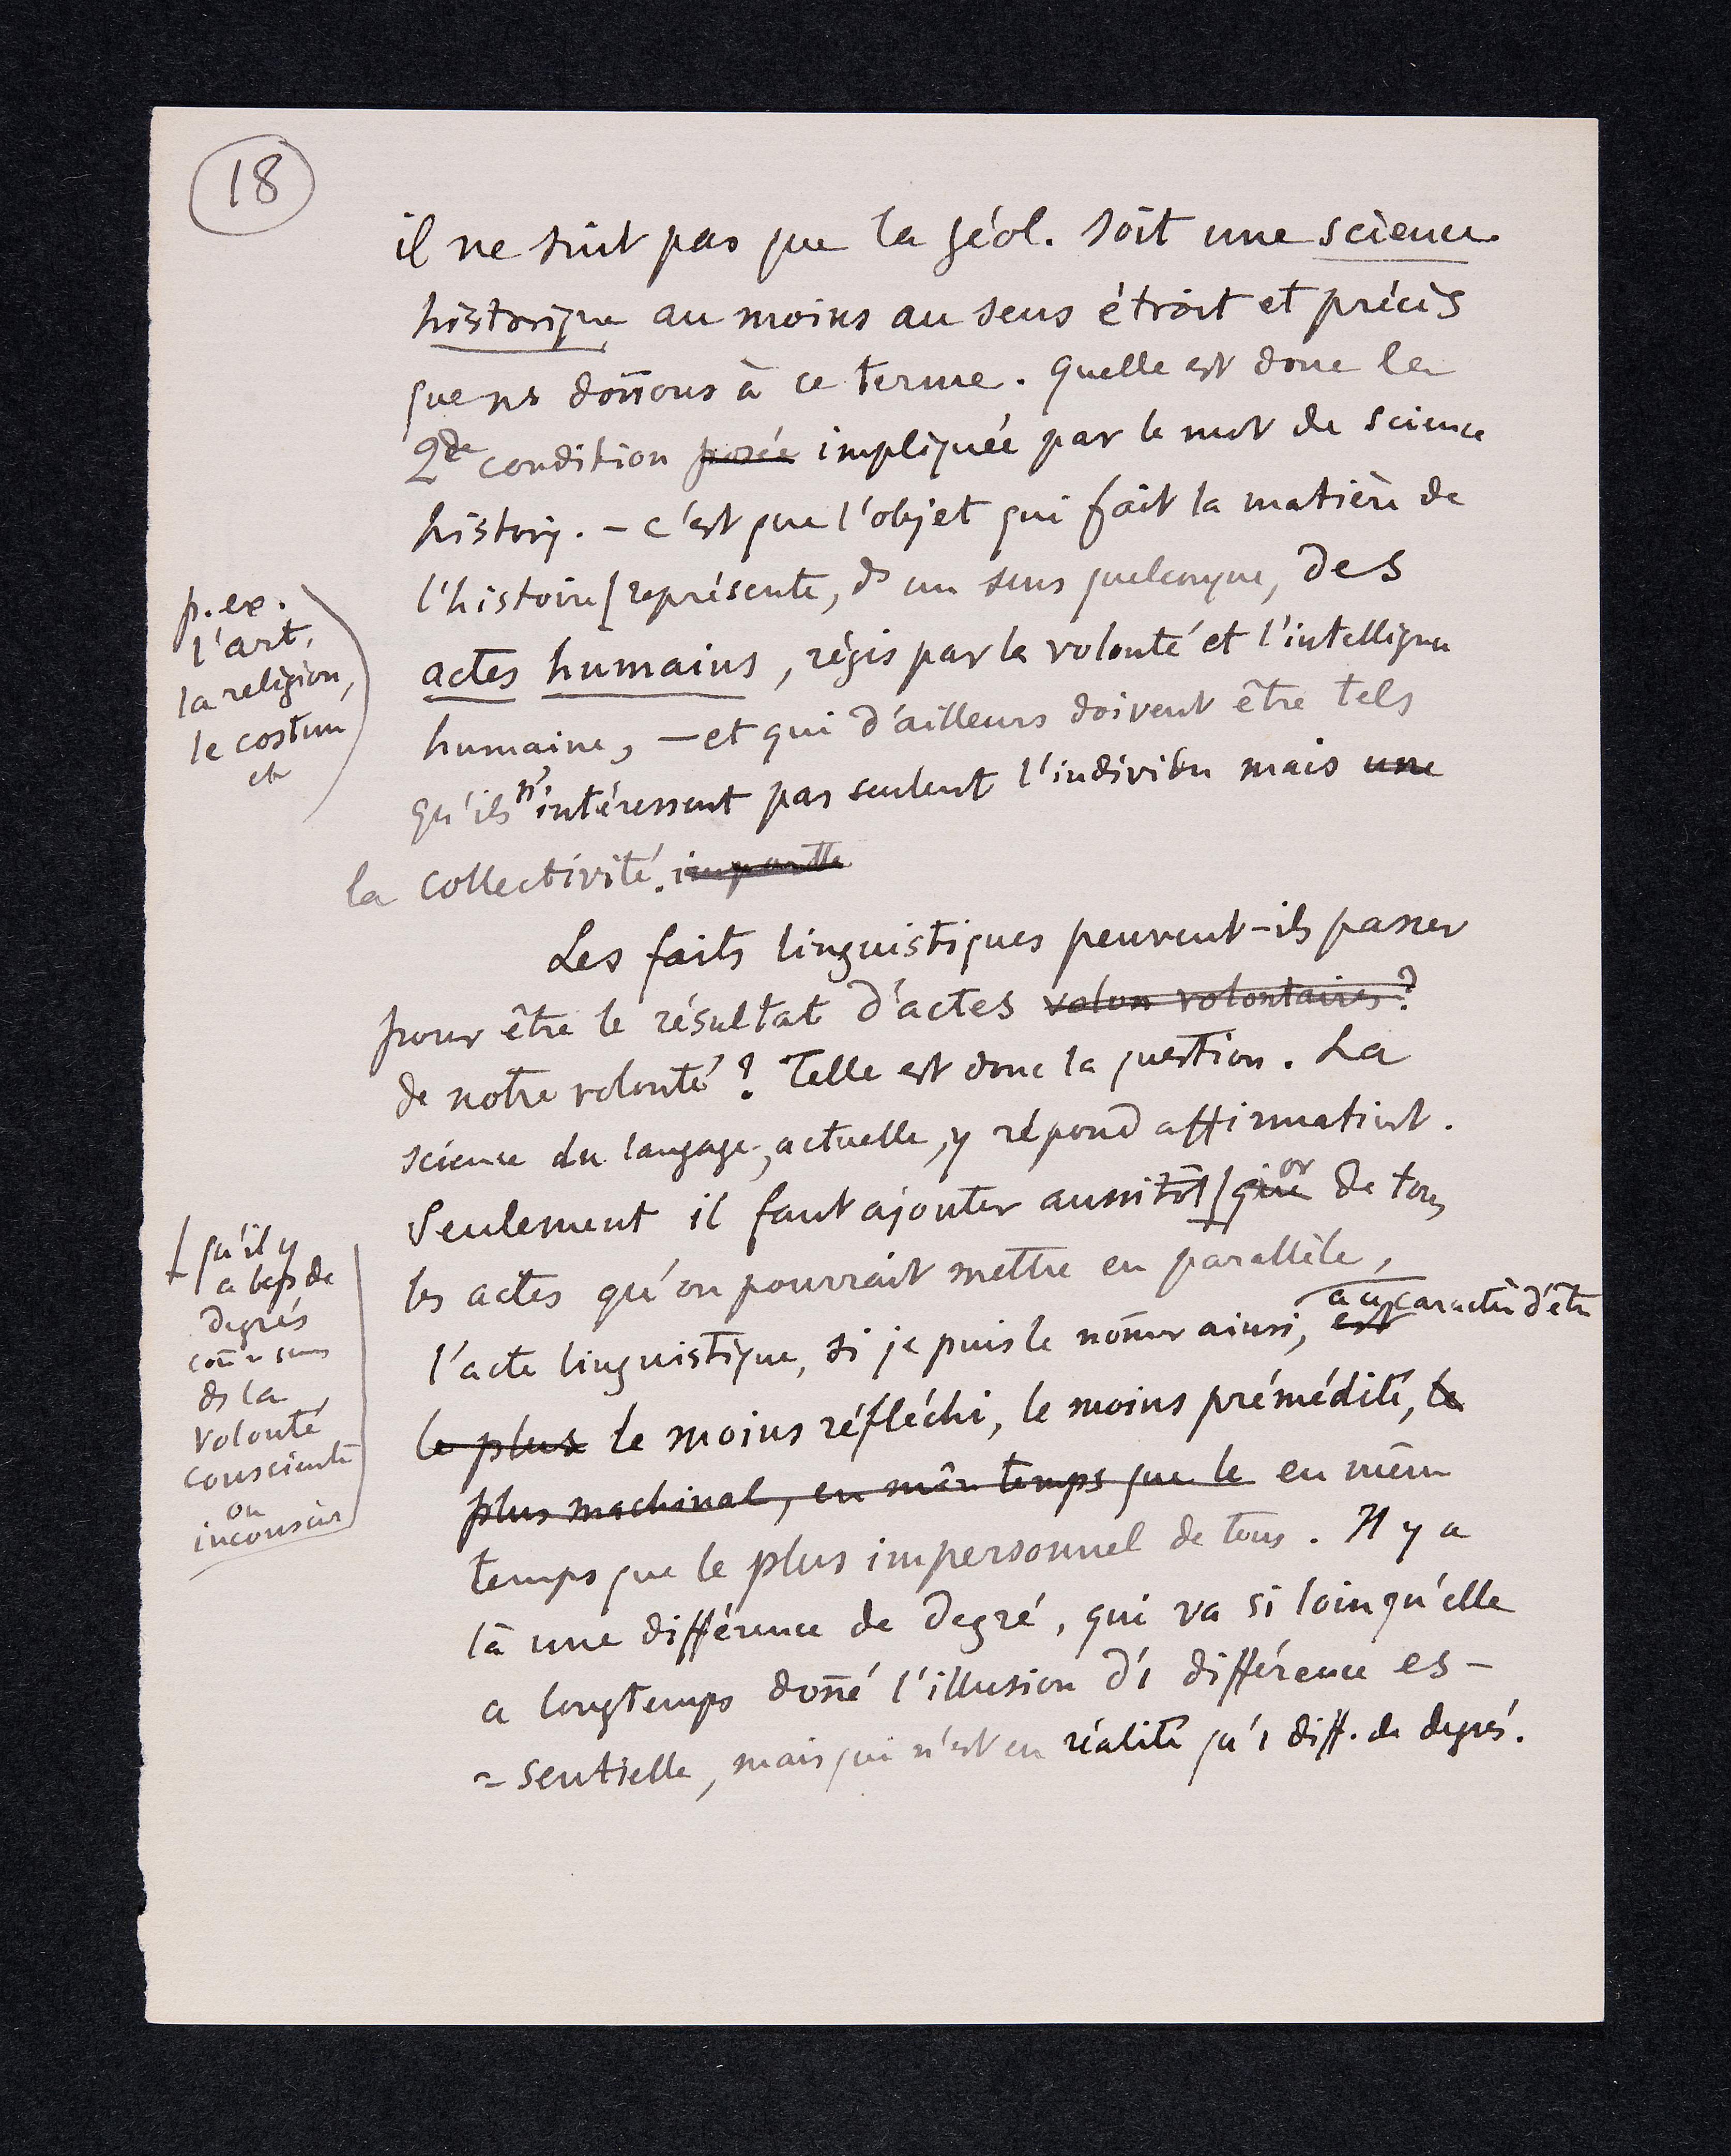 18
il ne suit pas que la géol. soit une science
historique au moins au sens étroit et précis
que ns donnons à ce terme. Quelle est donc la
2de condition posée impliquée par le mot de science
historiq. – C'est que l'objet qui fait la matière de
l'histoire [ représente, ds un sens quelconque, des
p. ex.
l'art,
la religion,
le costume
etc
actes humains, régis par la volonté et l'intelligence
humaine, – et qui d'ailleurs doivent être tels
qu'ils n'intéressent pas seulemt l'individu mais une
la collectivité.
Les faits linguistiques peuvent-ils passer
pour être le résultat d'actes volon volontaires?
de notre volonté? Telle est donc la question. La
science du langage, actuelle, y répond affirmativt.
Seulement il faut ajouter aussitôt [ que or de tous
qu'il y
a bcp de
degrés
connus
ds la
volonté
consciente
ou
inconsciente
les actes qu'on pourrait mettre en parallèle,
l'acte linguistique, si je puis le nommer ainsi, est a ce caractère d'être
le plus le moins réfléchi, le moins prémédité, le
plus machinal, en même temps que le en même
temps que le plus impersonnel de tous. Il y a
là une différence de degré, qui va si loin qu'elle
a longtemps donné l'illusion d'1 différence es-
=sentielle, mais qui n'est en réalité qu'1 diff. de degrés.